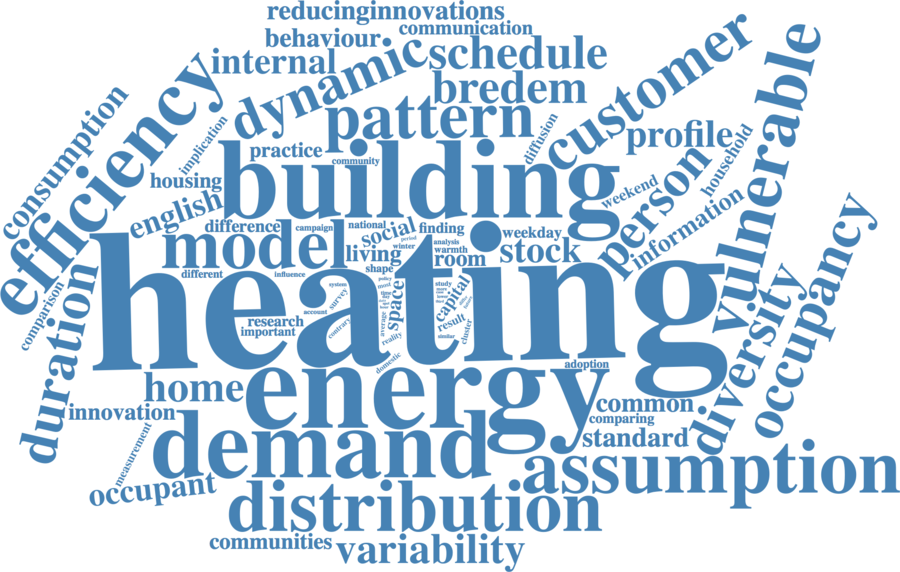 reducinginnovations
communication
behaviour
internal
dynamic
schedule
customer
vulnerable
bredem
pattern
efficiency
consumption
implication
diffusion
profile
household
practice
community
building
person
weekend
information
housing
english
difference
campaign
national
social
finding
weekday
occupancy
model
period
winter
analysis
warmth
living
room
stock
heating
different
influence
shape
policy
comparison
duration
system
survey
study
capital
space
time
day
account
research
important
contrary
average
result
cluster
reality
similar
domestic
diversity
adoption
home
energy
innovation
common
comparing
standard
demand
measurement
assumption
occupant
distribution
communities
variability